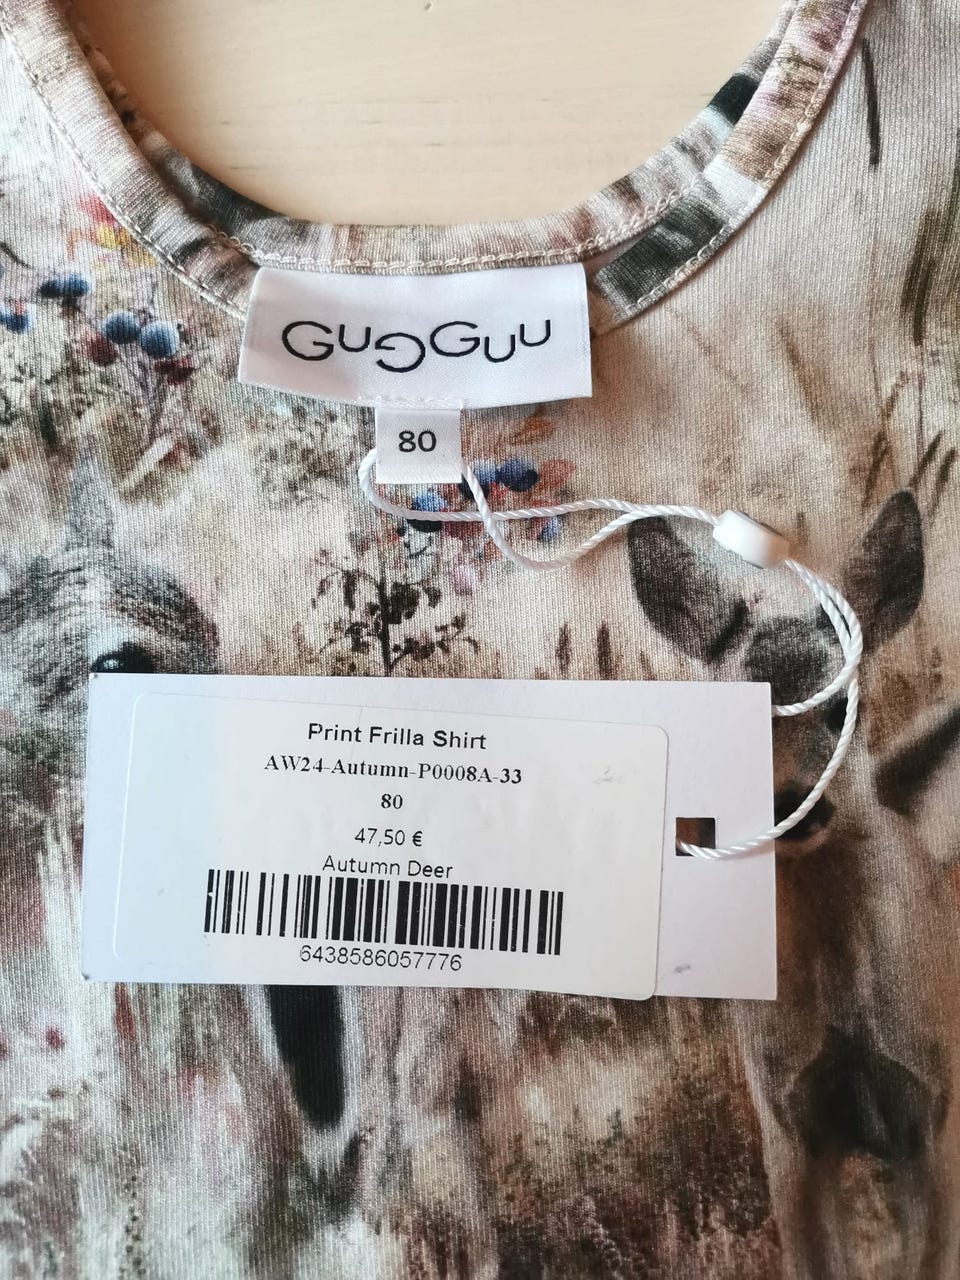 GUGGUU
80
Print Frilla Shirt
AW24-Autumn-P0008A-33
80
47,50 €
Autumn Deer
6438586057776